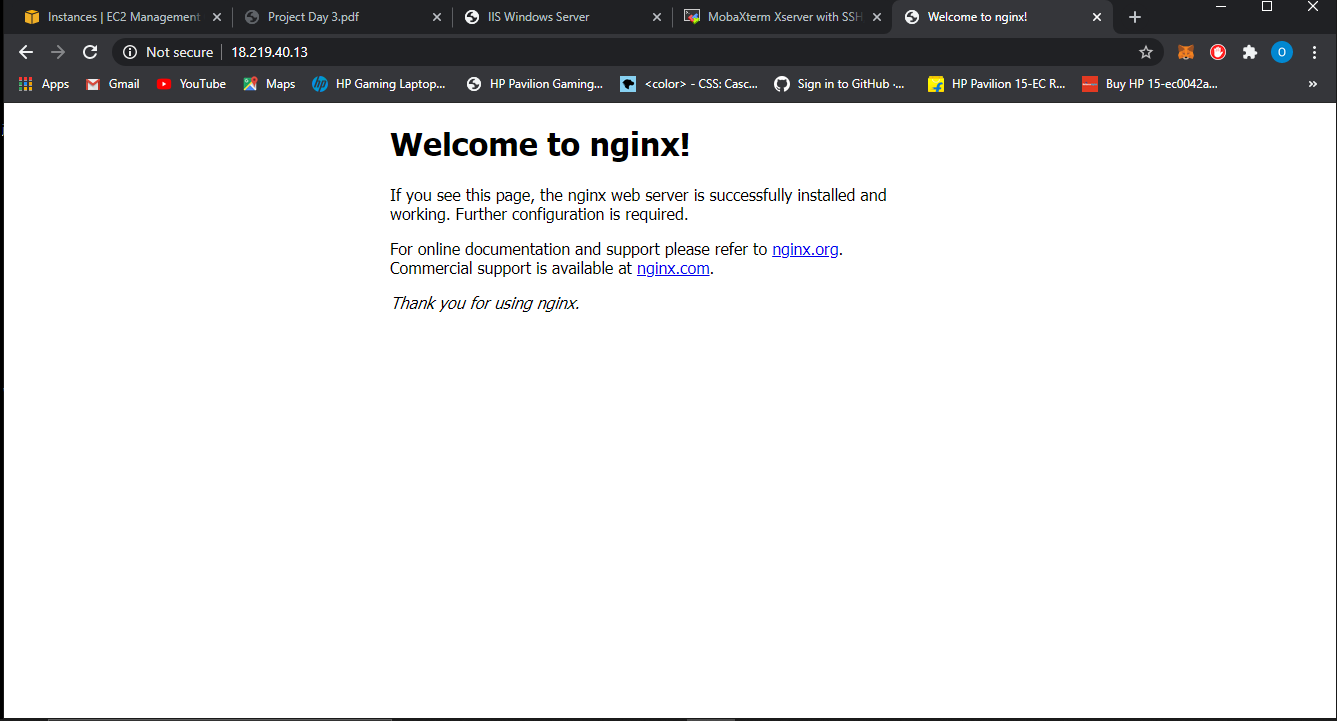 Instances | EC2 Management
Project Day 3.pdf
IIS Windows Server
MobaXterm Xserver with SSH
Welcome to nginx!
Not secure
18.219.40.13
O
Apps
Gmail
YouTube
Maps
HP Gaming Laptop...
HP Pavilion Gaming...
<color> - CSS: Casc...
Sign in to GitHub ·...
HP Pavilion 15-EC R...
Buy HP 15-ec0042a...
»
Welcome to nginx!
If you see this page, the nginx web server is successfully installed and
working. Further configuration is required.
For online documentation and support please refer to nginx.org.
Commercial support is available at nginx.com.
Thank you for using nginx.